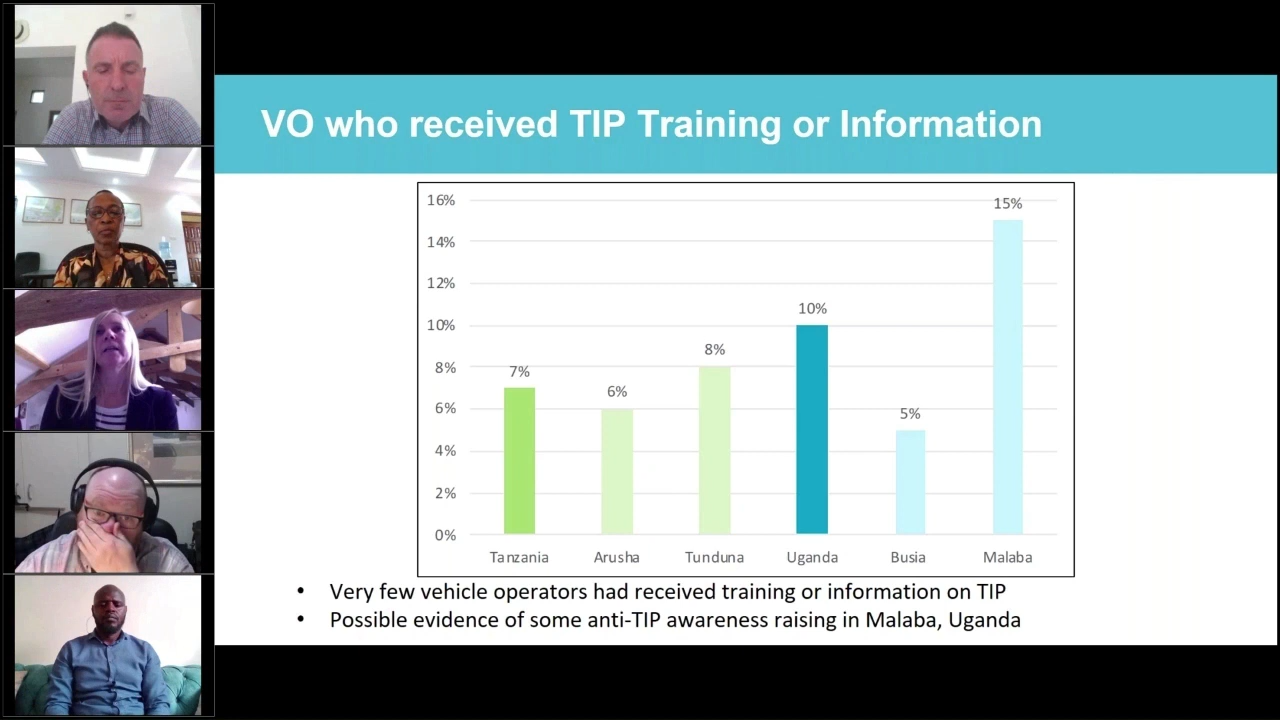 VO who received TIP Training or Information
16%
14%
12%
10%
8%
6%
4%
2%
0%
7%
6%
8%
10%
5%
15%
Tanzania
Arusha
Tunduna
Uganda
Busia
Malaba
• Very few vehicle operators had received training or information on TIP
• Possible evidence of some anti-TIP awareness raising in Malaba, Uganda